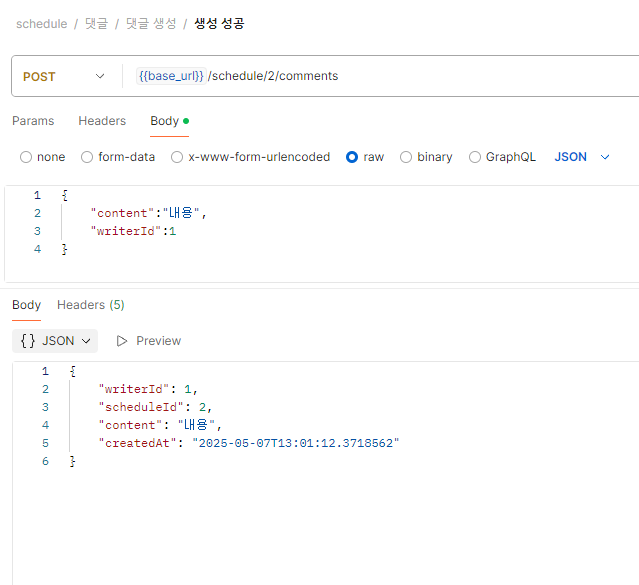 schedule / 댓글 / 댓글 생성 / 생성 성공
POST {{base_url}} /schedule/2/comments
Params Headers Body
none form-data x-www-form-urlencoded raw binary GraphQL JSON
1 {
2 "content":"내용",
3 "writerId":1
4 }
Body Headers (5)
{} JSON Preview
1 {
2 "writerId": 1,
3 "scheduleId": 2,
4 "content": "내용",
5 "createdAt": "2025-05-07T13:01:12.3718562"
6 }